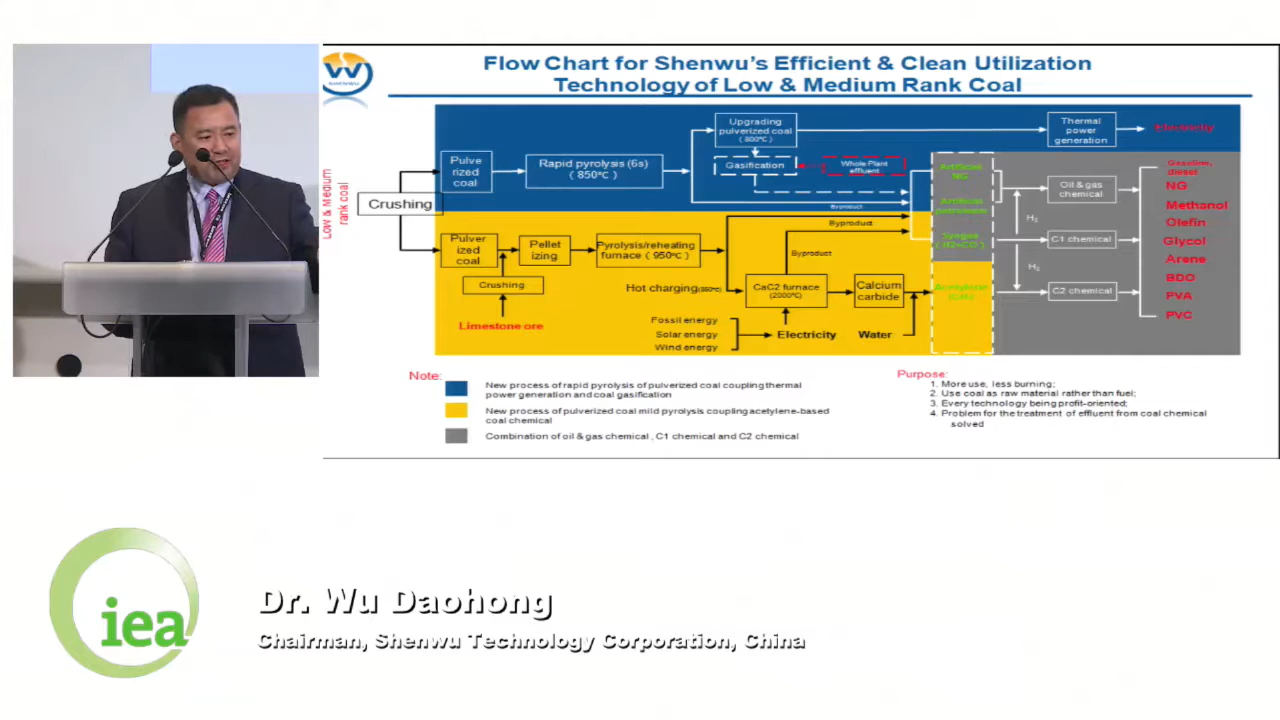 Flow Chart for Shenwu's Efficient & Clean Utilization
Technology of Low & Medium Rank Coal
Low & Medium
rank coal
Crushing
Pulve
rized
coal
Rapid pyrolysis (6s)
(850℃)
Upgrading
pulverized coal
(800℃)
Gasification
Whole Plant
effluent
Thermal
power
generation
Electricity
Byproduct
Artificial
NG
Artificial
petroleum
Syngas
(H2+CO)
Acetylene
Oil & gas
chemical
H₂
C1 chemical
H₂
C2 chemical
Gasoline,
diesel
NG
Methanol
Olefin
Glycol
Arene
BDO
PVA
PVC
Pulver
ized
coal
Pellet
izing
Pyrolysis/reheating
furnace (950℃)
Byproduct
Byproduct
Crushing
Limestone ore
Hot charging
CaC2 furnace
(2000℃)
Calcium
carbide
Fossil energy
Solar energy
Wind energy
Electricity
Water
Note:
New process of rapid pyrolysis of pulverized coal coupling thermal
power generation and coal gasification
New process of pulverized coal mild pyrolysis coupling acetylene-based
coal chemical
Combination of oil & gas chemical , C1 chemical and C2 chemical
Purpose:
1. More use, less burning;
2. Use coal as raw material rather than fuel;
3. Every technology being profit-oriented;
4. Problem for the treatment of effluent from coal chemical
solved
iea
Dr. Wu Daohong
Chairman, Shenwu Technology Corporation, China